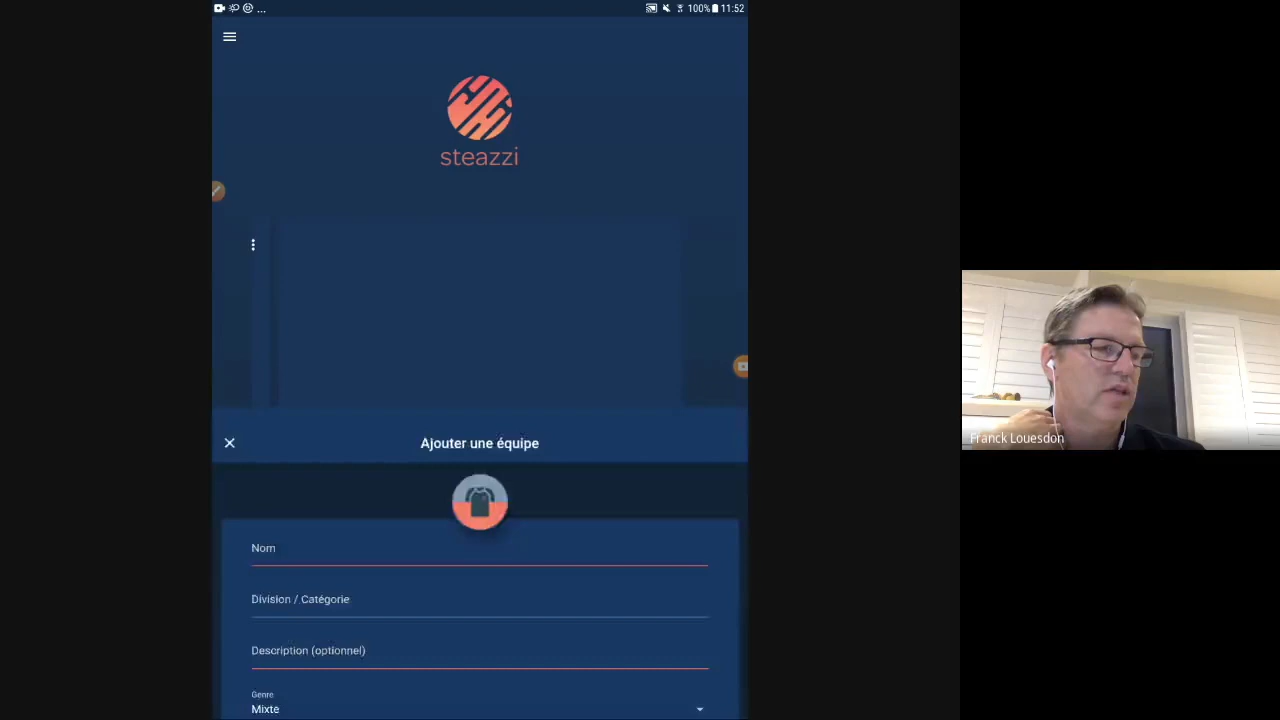 ... 100% 11:52
steazzi
Ajouter une équipe
Nom
Division / Catégorie
Description (optionnel)
Genre
Mixte
Franck Louesdon